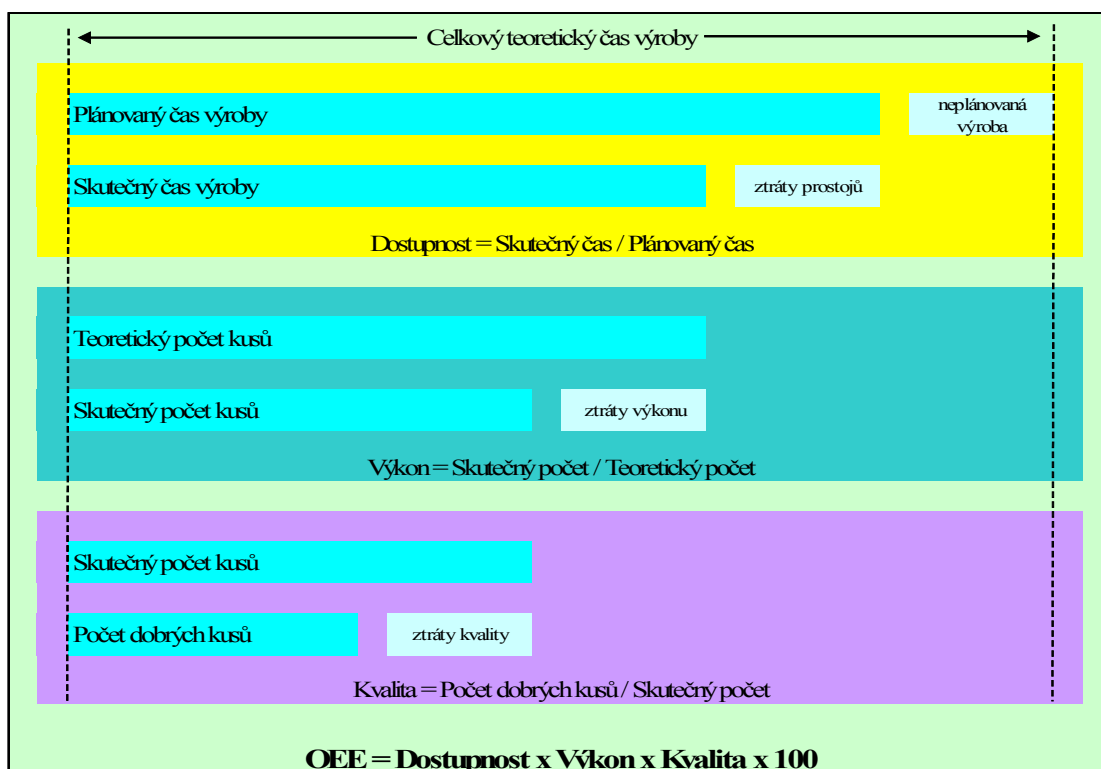 Celkový teoretický čas výroby
Plánovaný čas výroby
neplánovaná
výroba
Skutečný čas výroby
ztráty prostojů
Dostupnost = Skutečný čas / Plánovaný čas
Teoretický počet kusů
Skutečný počet kusů
ztráty výkonu
Výkon = Skutečný počet / Teoretický počet
Skutečný počet kusů
Počet dobrých kusů
ztráty kvality
Kvalita = Počet dobrých kusů / Skutečný počet
OEE = Dostupnost x Výkon x Kvalita x 100